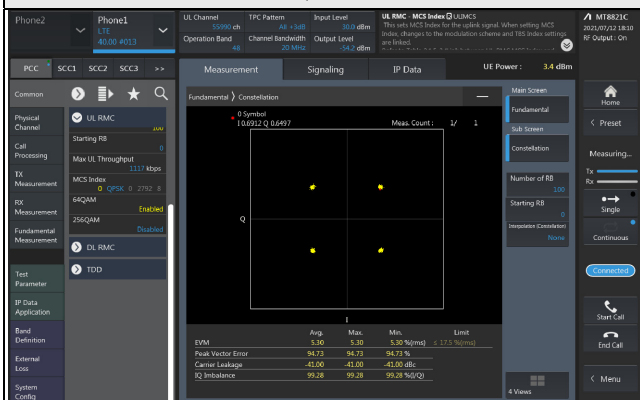 Phone2
Phone1
LTE
40.00 #013
UL Channel
55990 ch
TPC Pattern
Alt. +3dB
Input Level
30.0 dBm
Operation Band
48
Channel Bandwidth
20 MHz
Output Level
-54.2 dBm
UL RMC - MCS Index
ULIMCS
This sets MCS Index for the uplink signal. When setting MCS
Index, changes to the modulation scheme and TBS Index settings
are linked.
MT8821C
2021/07/12 18:10
RF Output : On
PCC
SCC1
SCC2
SCC3
>>
Measurement
Signaling
IP Data
UE Power :
3.4 dBm
Common
Physical
Channel
Call
Processing
TX
Measurement
RX
Measurement
Fundamental
Measurement
Test
Parameter
IP Data
Application
Band
Definition
External
Loss
System
Config
UL RMC
100
Starting RB
0
Max UL Throughput
1117 kbps
MCS Index
0 QPSK 0 2792 8
64QAM
Enabled
256QAM
Disabled
DL RMC
TDD
Fundamental > Constellation
0 Symbol
I 0.6912 Q 0.6497
Meas. Count : 1/ 1
Q
I
Avg. Max. Min. Limit
EVM 5.30 5.30 5.30 %(rms) ≤ 17.5 %(rms)
Peak Vector Error 94.73 94.73 94.73 %
Carrier Leakage -41.00 -41.00 -41.00 dBc
IQ Imbalance 99.28 99.28 99.28 %(I/Q)
Main Screen
Fundamental
Sub Screen
Constellation
Number of RB
100
Starting RB
0
Interpolation (Constellation)
None
4 Views
Home
< Preset
Measuring...
Tx
Rx
Single
Continuous
Connected
Start Call
End Call
< Menu